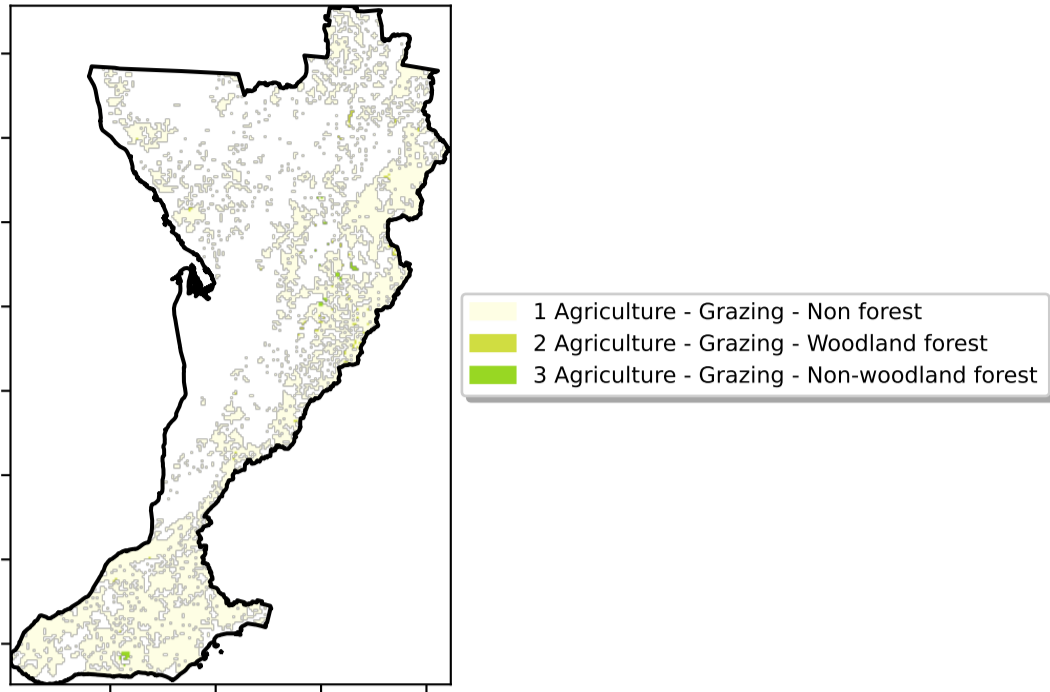 1 Agriculture - Grazing - Non forest
2 Agriculture - Grazing - Woodland forest
3 Agriculture - Grazing - Non-woodland forest